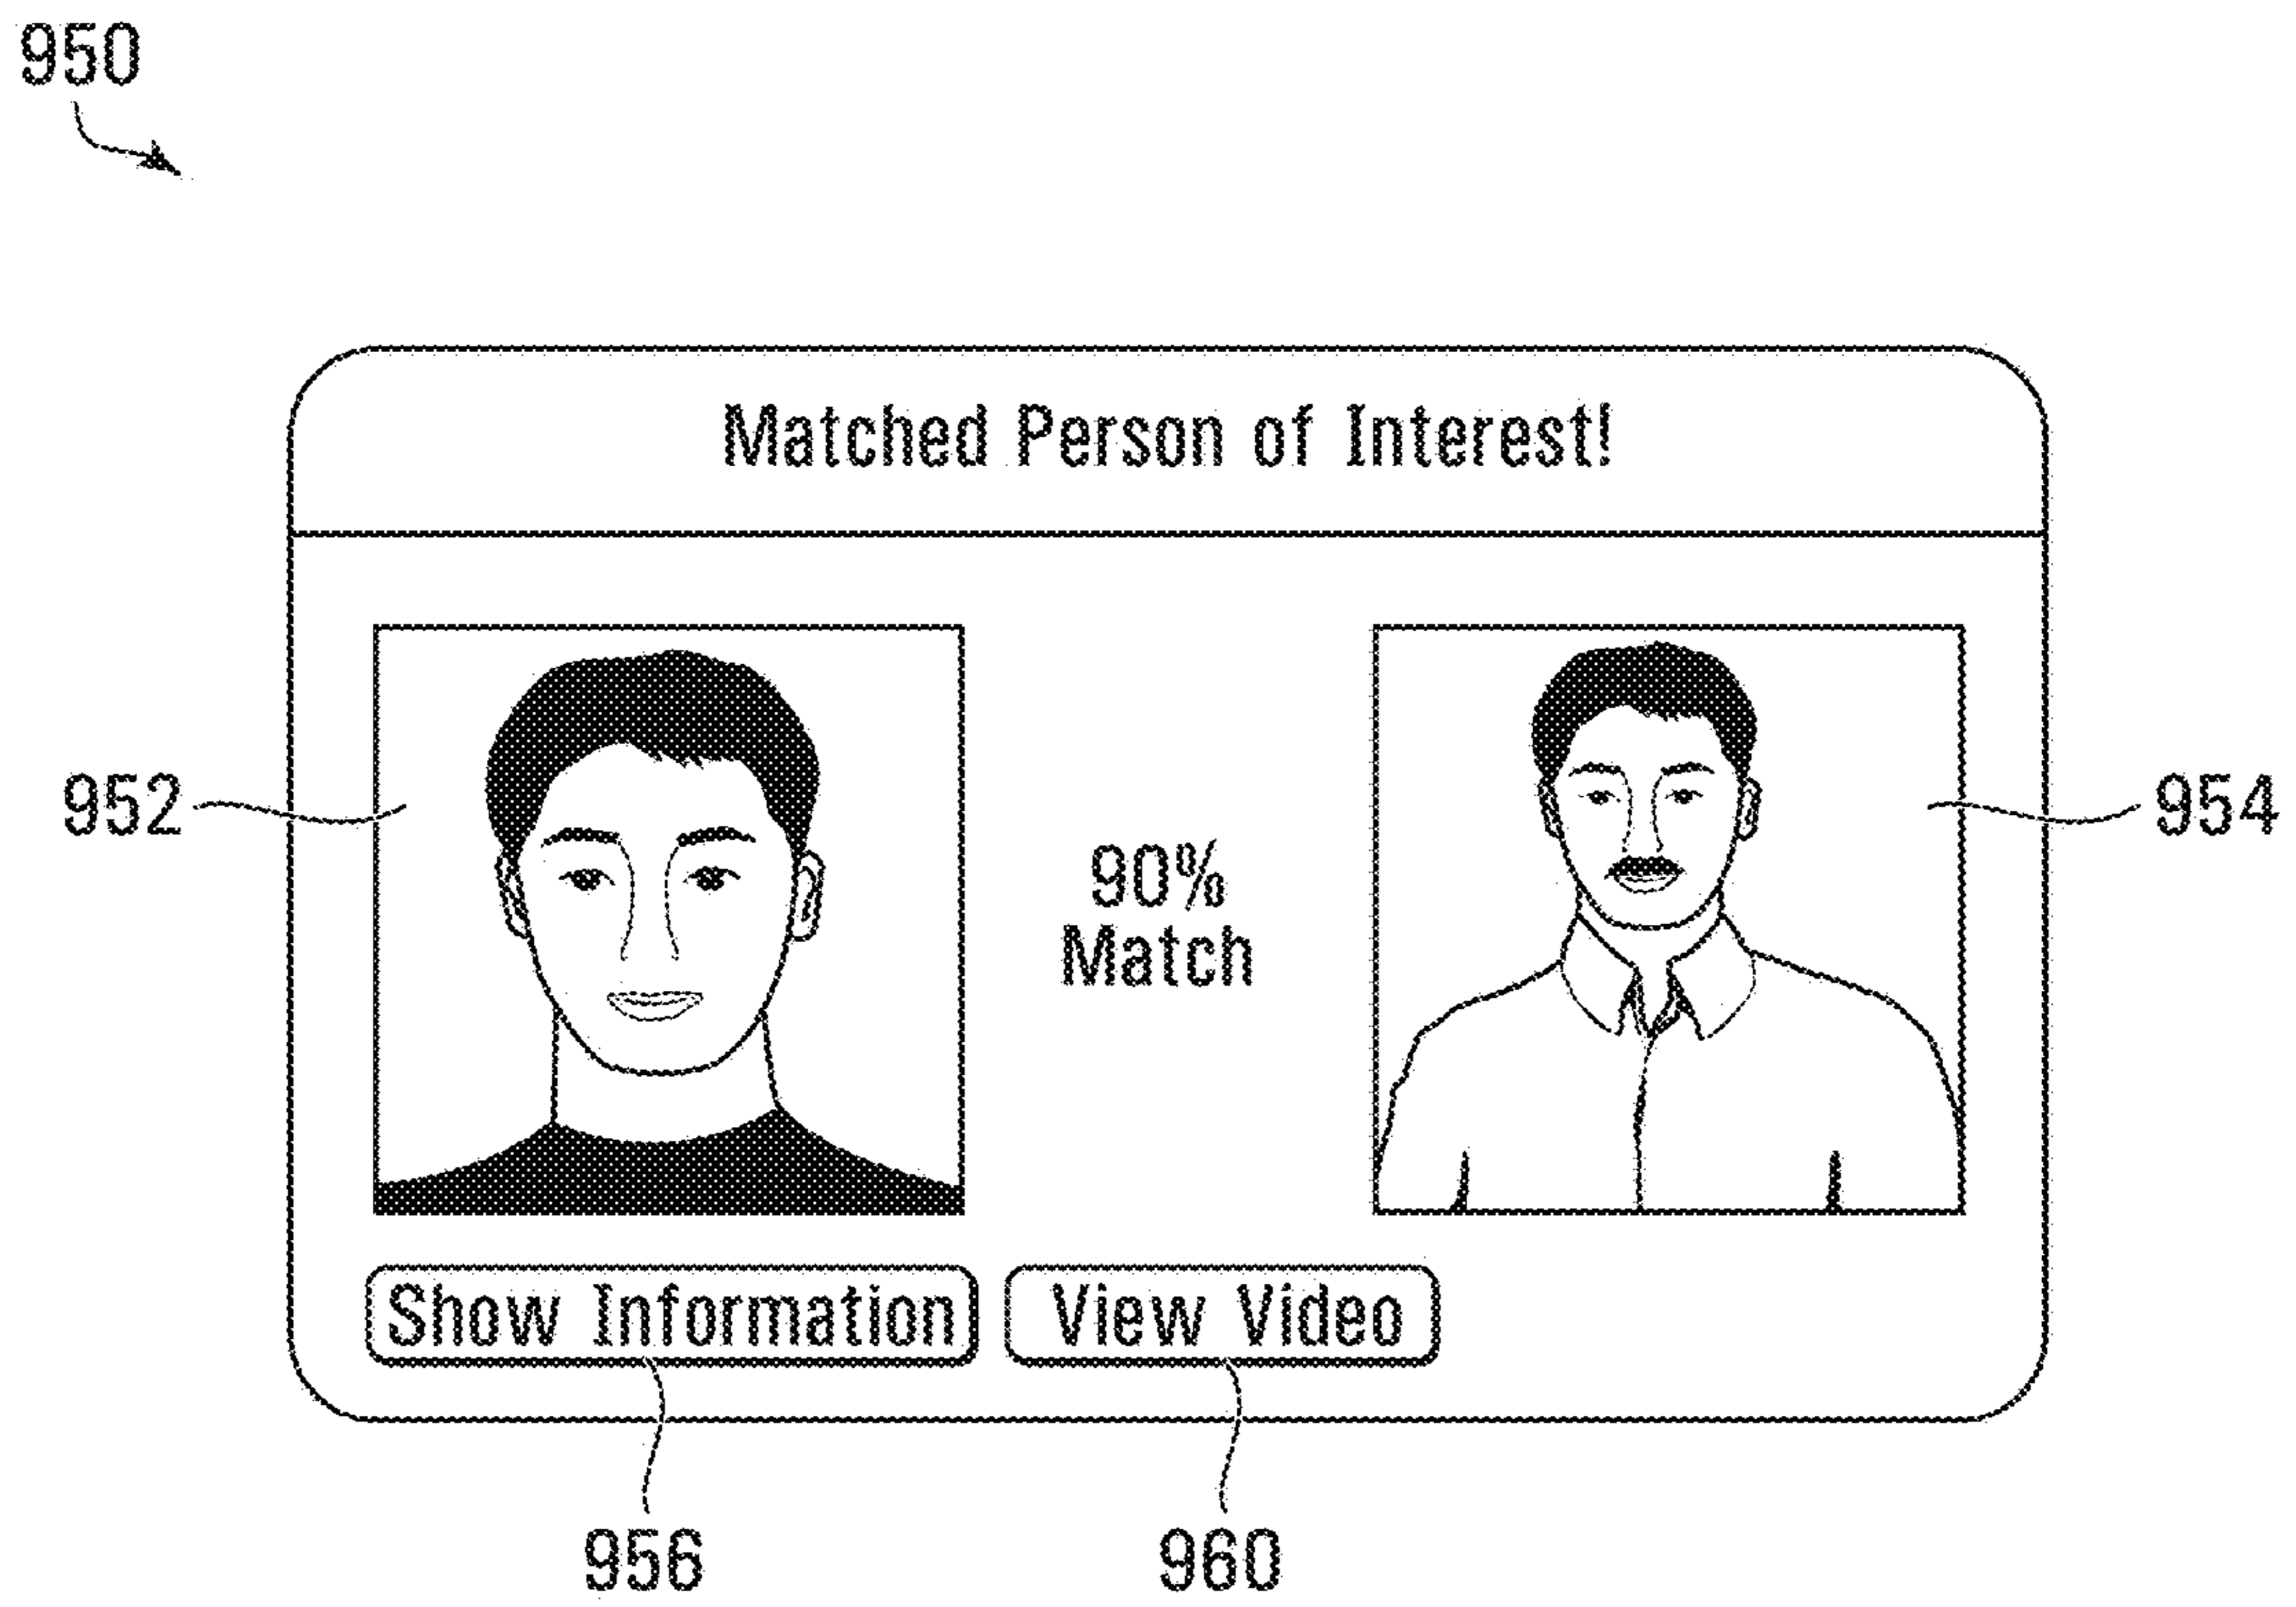 950
Matched Person of Interest!
952
954
90%
Match
Show Information
View Video
956
960